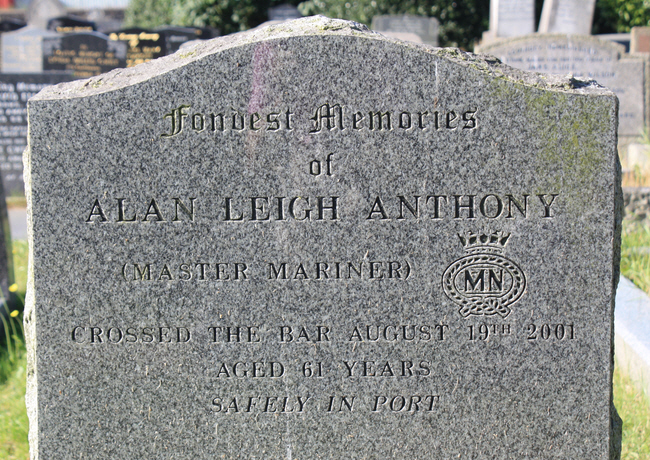 Fondest Memories
of
ALAN LEIGH ANTHONY
(MASTER MARINER)
MN
CROSSED THE BAR AUGUST 19TH 2001
AGED 61 YEARS
SAFELY IN PORT